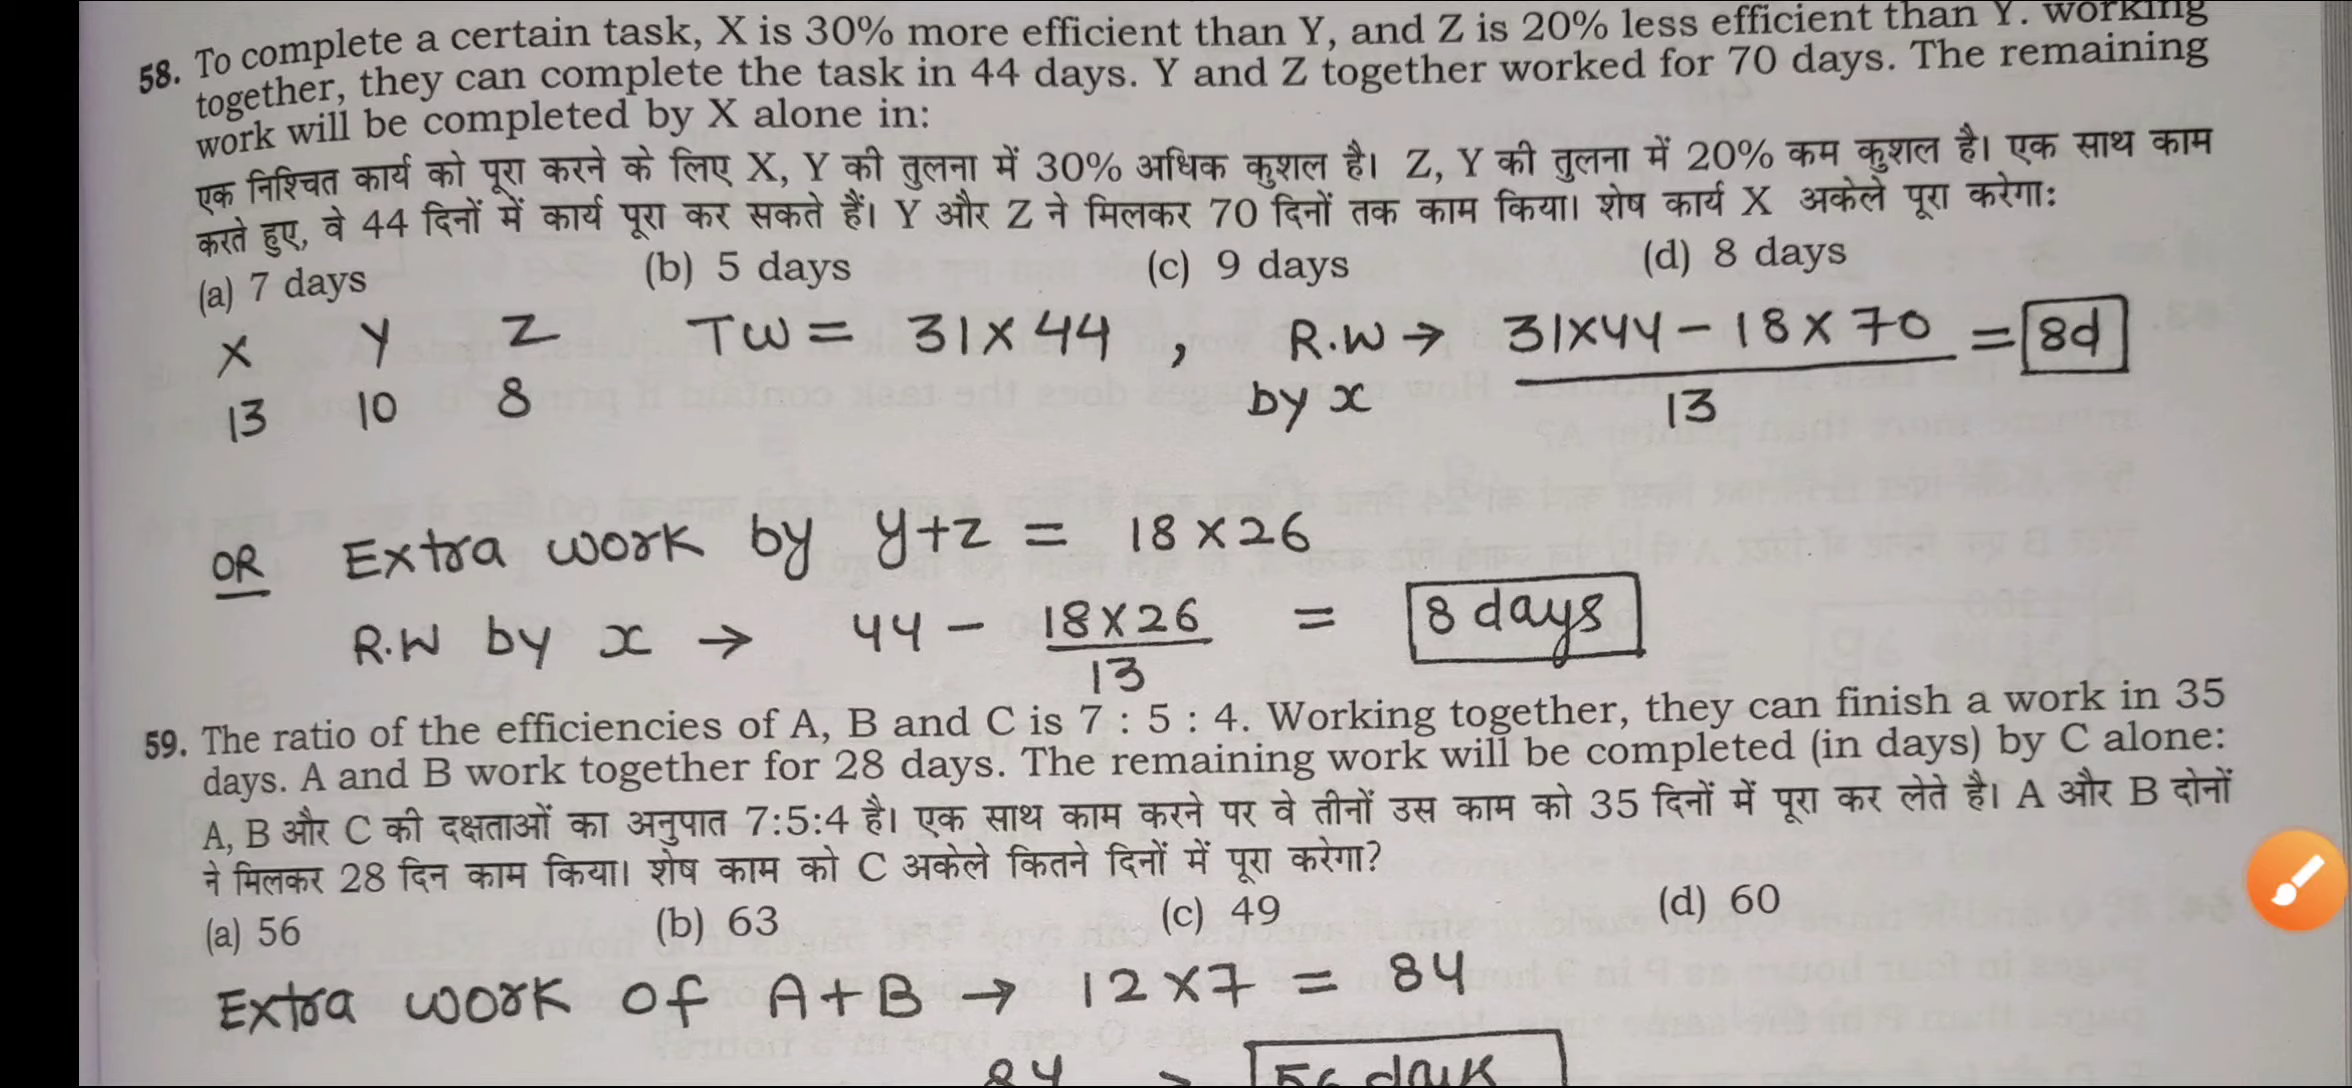 58. To complete a certain task, X is 30% more efficient than Y, and Z is 20% less efficient than Y. working
together, they can complete the task in 44 days. Y and Z together worked for 70 days. The remaining
work will be completed by X alone in:
एक निश्चित कार्य को पूरा करने के लिए X, Y की तुलना में 30% अधिक कुशल है। Z, Y की तुलना में 20% कम कुशल है। एक साथ काम
करते हुए, वे 44 दिनों में कार्य पूरा कर सकते हैं। Y और Z ने मिलकर 70 दिनों तक काम किया। शेष कार्य X अकेले पूरा करेगा:
(a) 7 days (b) 5 days (c) 9 days (d) 8 days
X Y Z TW = 31×44 , R.W → 31×44 - 18×70 = 8d
13 10 8 by x 13
OR Extra work by y+z = 18×26
R.W by x → 44 - 18×26 = 8 days
13
59. The ratio of the efficiencies of A, B and C is 7 : 5 : 4. Working together, they can finish a work in 35
days. A and B work together for 28 days. The remaining work will be completed (in days) by C alone:
A, B और C की दक्षताओं का अनुपात 7:5:4 है। एक साथ काम करने पर वे तीनों उस काम को 35 दिनों में पूरा कर लेते है। A और B दोनों
ने मिलकर 28 दिन काम किया। शेष काम को C अकेले कितने दिनों में पूरा करेगा?
(a) 56 (b) 63 (c) 49 (d) 60
Extra work of A+B → 12×7 = 84
84 56 days